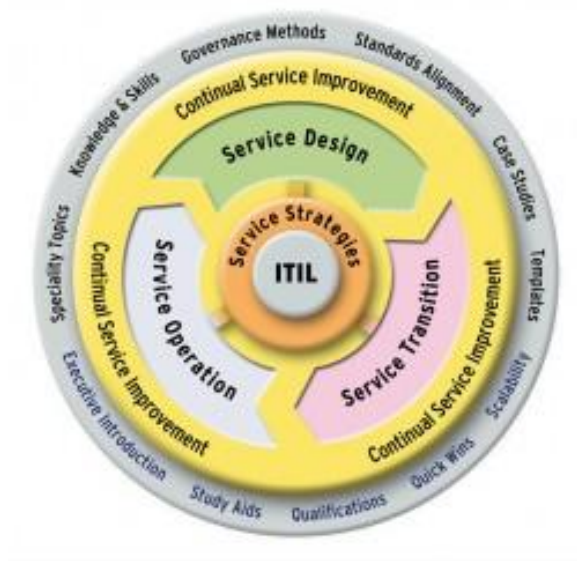 Governance Methods
Standards Alignment
Case Studies
Templates
Scalability
Quick Wins
Qualifications
Study Aids
Executive Introduction
Speciality Topics
Knowledge & Skills
Continual Service Improvement
Continual Service Improvement
Continual Service Improvement
Service Design
Service Transition
Service Operation
Service Strategies
ITIL